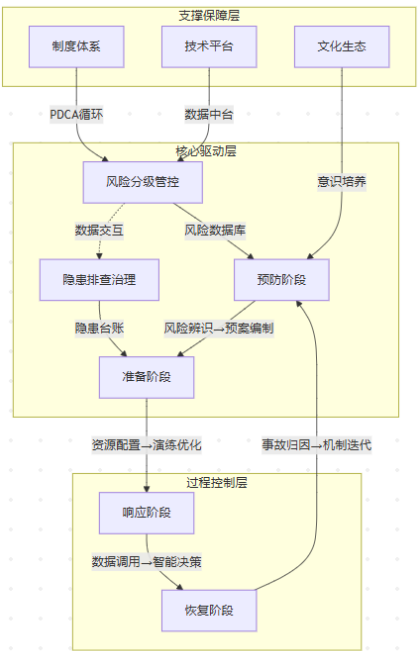 支撑保障层
制度体系
技术平台
文化生态
PDCA循环
数据中台
核心驱动层
风险分级管控
意识培养
数据交互
风险数据库
隐患排查治理
预防阶段
隐患台账
风险辨识→预案编制
准备阶段
资源配置→演练优化
事故归因→机制迭代
过程控制层
响应阶段
数据调用→智能决策
恢复阶段